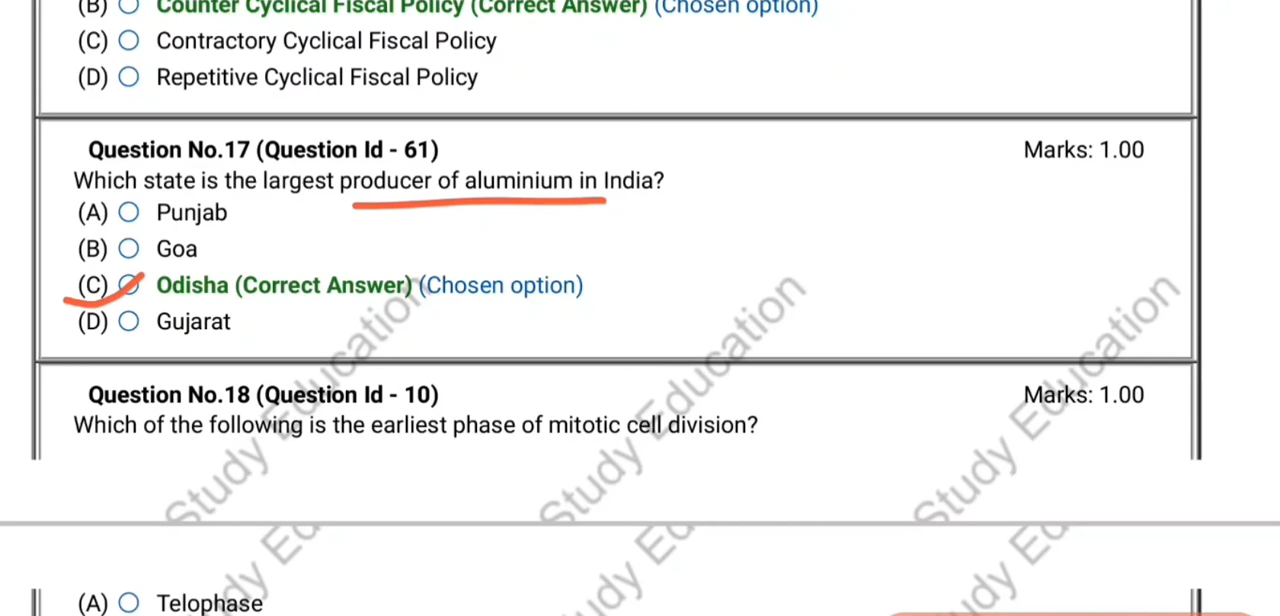 (B) Counter Cyclical Fiscal Policy (Correct Answer) (Chosen option)
(C) Contractory Cyclical Fiscal Policy
(D) Repetitive Cyclical Fiscal Policy
Question No.17 (Question Id - 61) Marks: 1.00
Which state is the largest producer of aluminium in India?
(A) Punjab
(B) Goa
(C) Odisha (Correct Answer) (Chosen option)
(D) Gujarat
Study Education Study Education Study Education
Question No.18 (Question Id - 10) Marks: 1.00
Which of the following is the earliest phase of mitotic cell division?
(A) Telophase